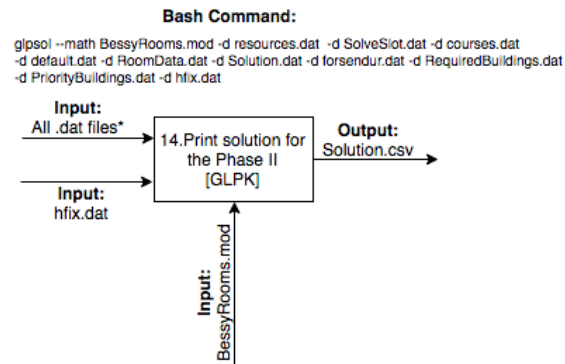 Bash Command:
glpsol --math BessyRooms.mod -d resources.dat -d SolveSlot.dat -d courses.dat
-d default.dat -d RoomData.dat -d Solution.dat -d forsendur.dat -d RequiredBuildings.dat
-d PriorityBuildings.dat -d hfix.dat
Input:
All .dat files*
14.Print solution for
the Phase II
[GLPK]
Output:
Solution.csv
Input:
hfix.dat
Input:
BessyRooms.mod